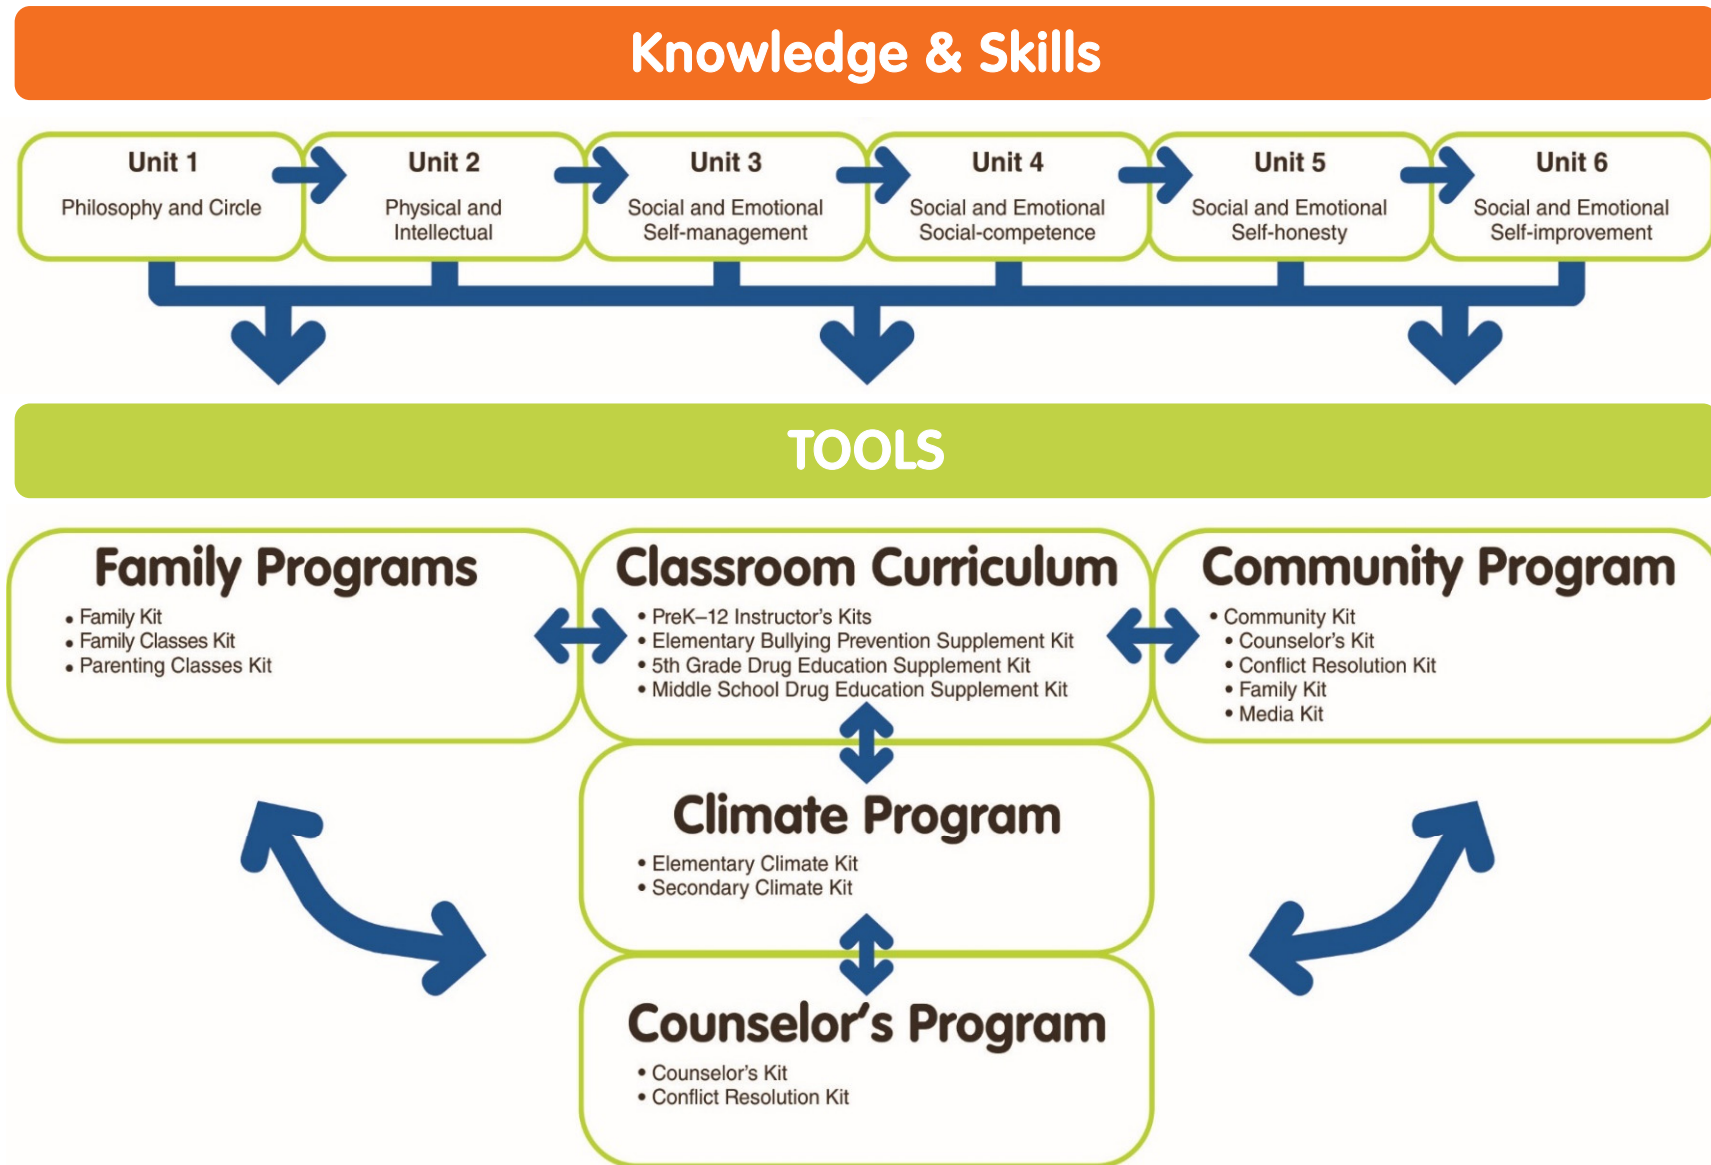 Knowledge & Skills
Unit 1
Philosophy and Circle
Unit 2
Physical and
Intellectual
Unit 3
Social and Emotional
Self-management
Unit 4
Social and Emotional
Social-competence
Unit 5
Social and Emotional
Self-honesty
Unit 6
Social and Emotional
Self-improvement
TOOLS
Family Programs
• Family Kit
• Family Classes Kit
• Parenting Classes Kit
Classroom Curriculum
• PreK–12 Instructor's Kits
• Elementary Bullying Prevention Supplement Kit
• 5th Grade Drug Education Supplement Kit
• Middle School Drug Education Supplement Kit
Community Program
• Community Kit
• Counselor's Kit
• Conflict Resolution Kit
• Family Kit
• Media Kit
Climate Program
• Elementary Climate Kit
• Secondary Climate Kit
Counselor's Program
• Counselor's Kit
• Conflict Resolution Kit